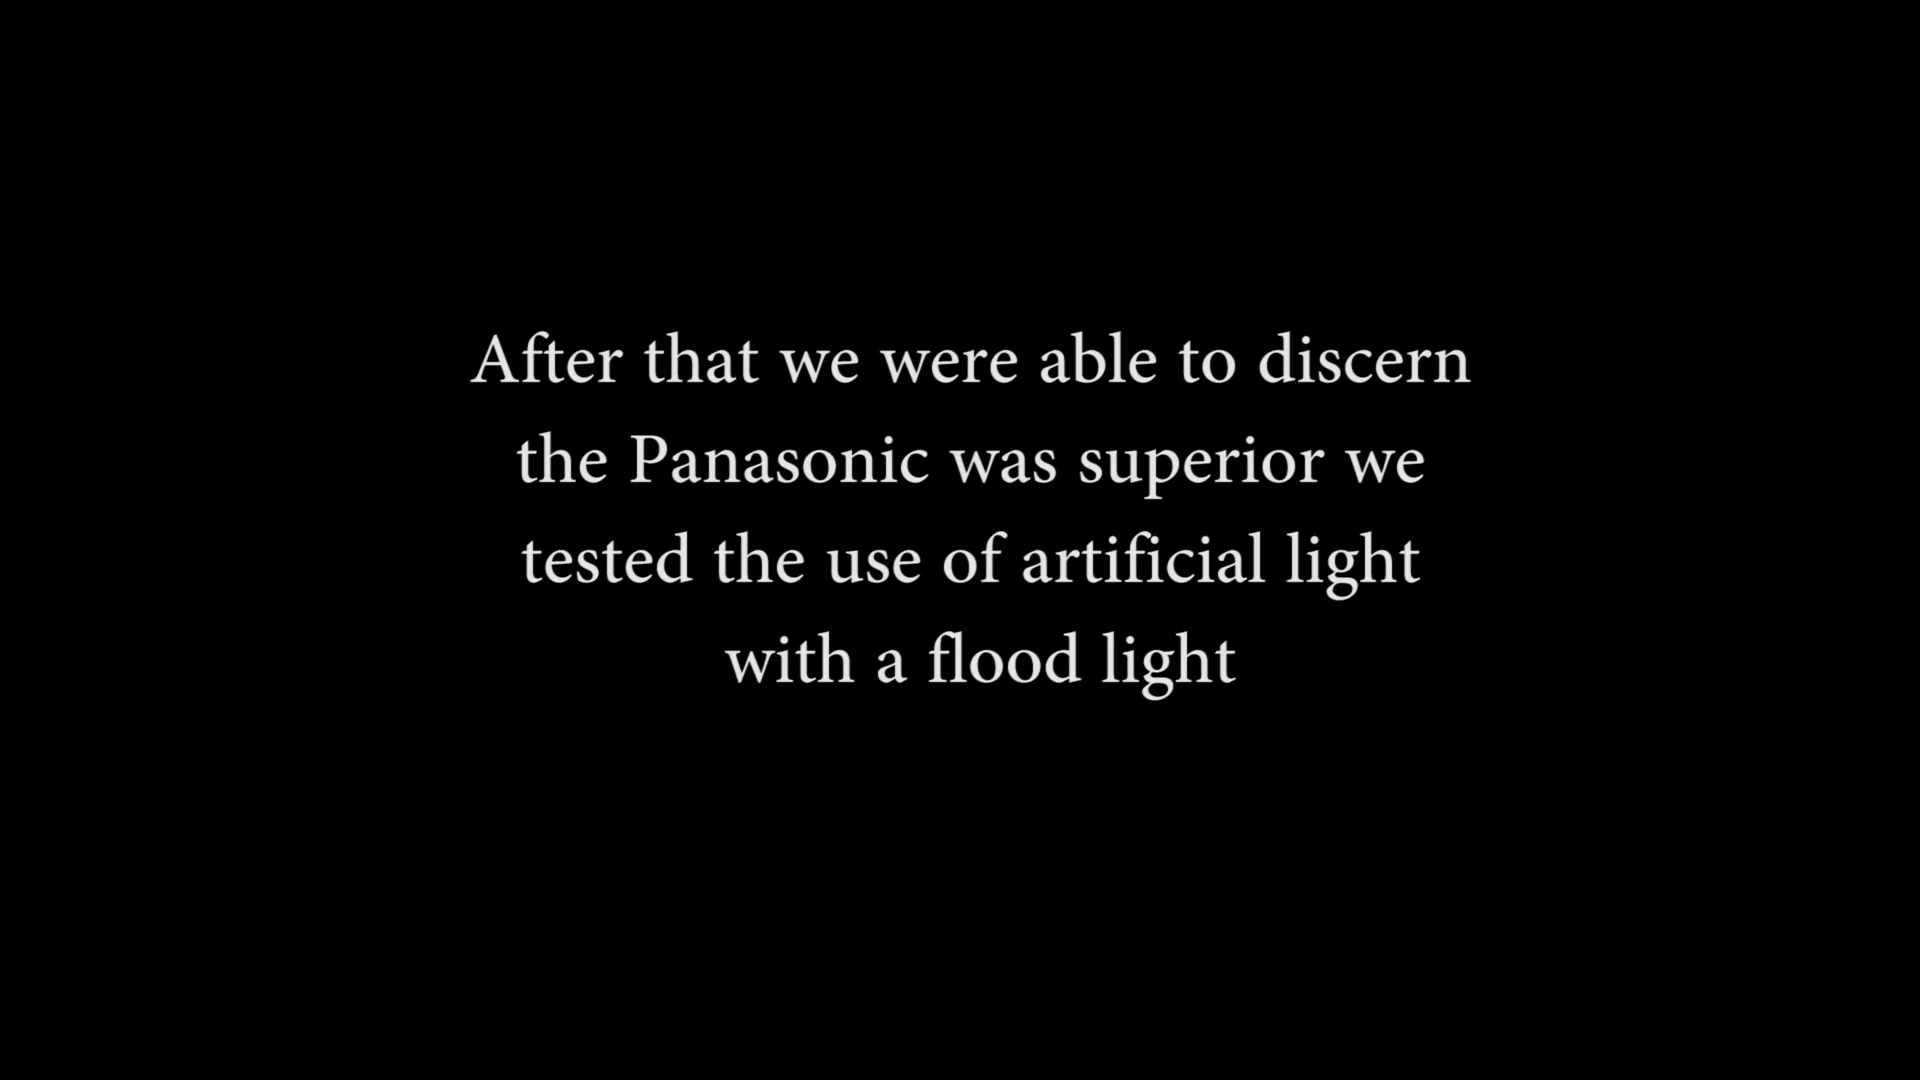 After that we were able to discern
the Panasonic was superior we
tested the use of artificial light
with a flood light